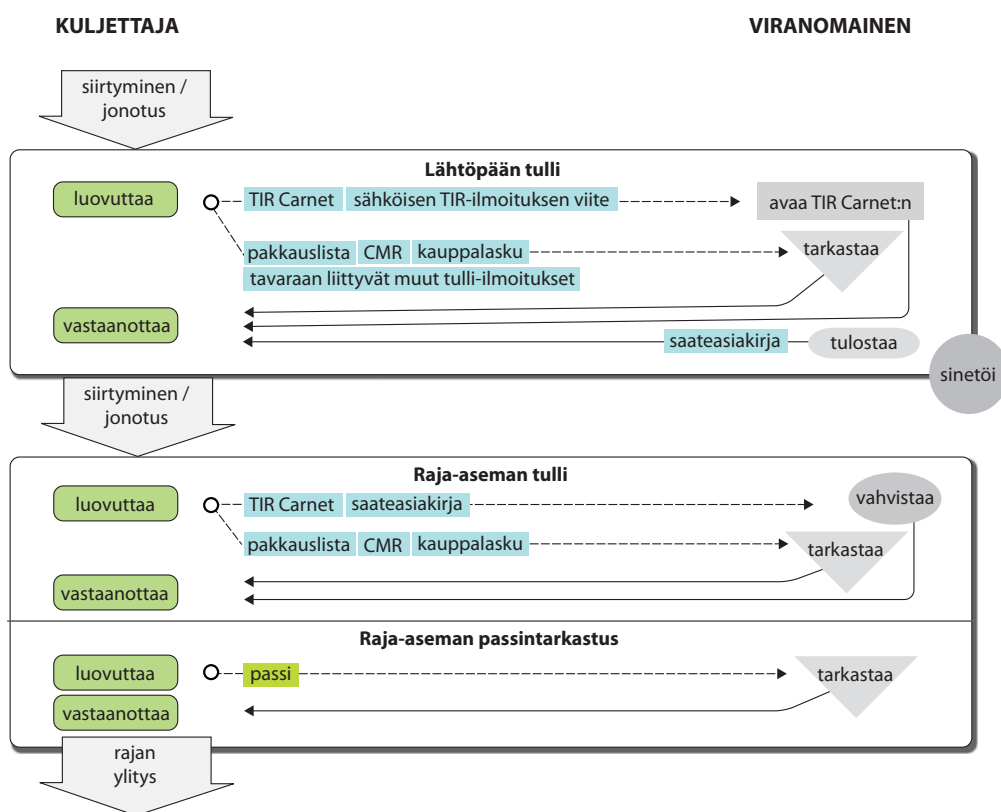 KULJETTAJA
VIRANOMAINEN
siirtyminen /
jonotus
Lähtöpään tulli
luovuttaa
TIR Carnet
sähköisen TIR-ilmoituksen viite
avaa TIR Carnet:n
pakkauslista
CMR
kauppalasku
tarkastaa
tavaraan liittyvät muut tulli-ilmoitukset
vastaanottaa
saateasiakirja
tulostaa
sinetöi
siirtyminen /
jonotus
Raja-aseman tulli
luovuttaa
TIR Carnet
saateasiakirja
vahvistaa
pakkauslista
CMR
kauppalasku
tarkastaa
vastaanottaa
Raja-aseman passintarkastus
luovuttaa
passi
tarkastaa
vastaanottaa
rajan
ylitys